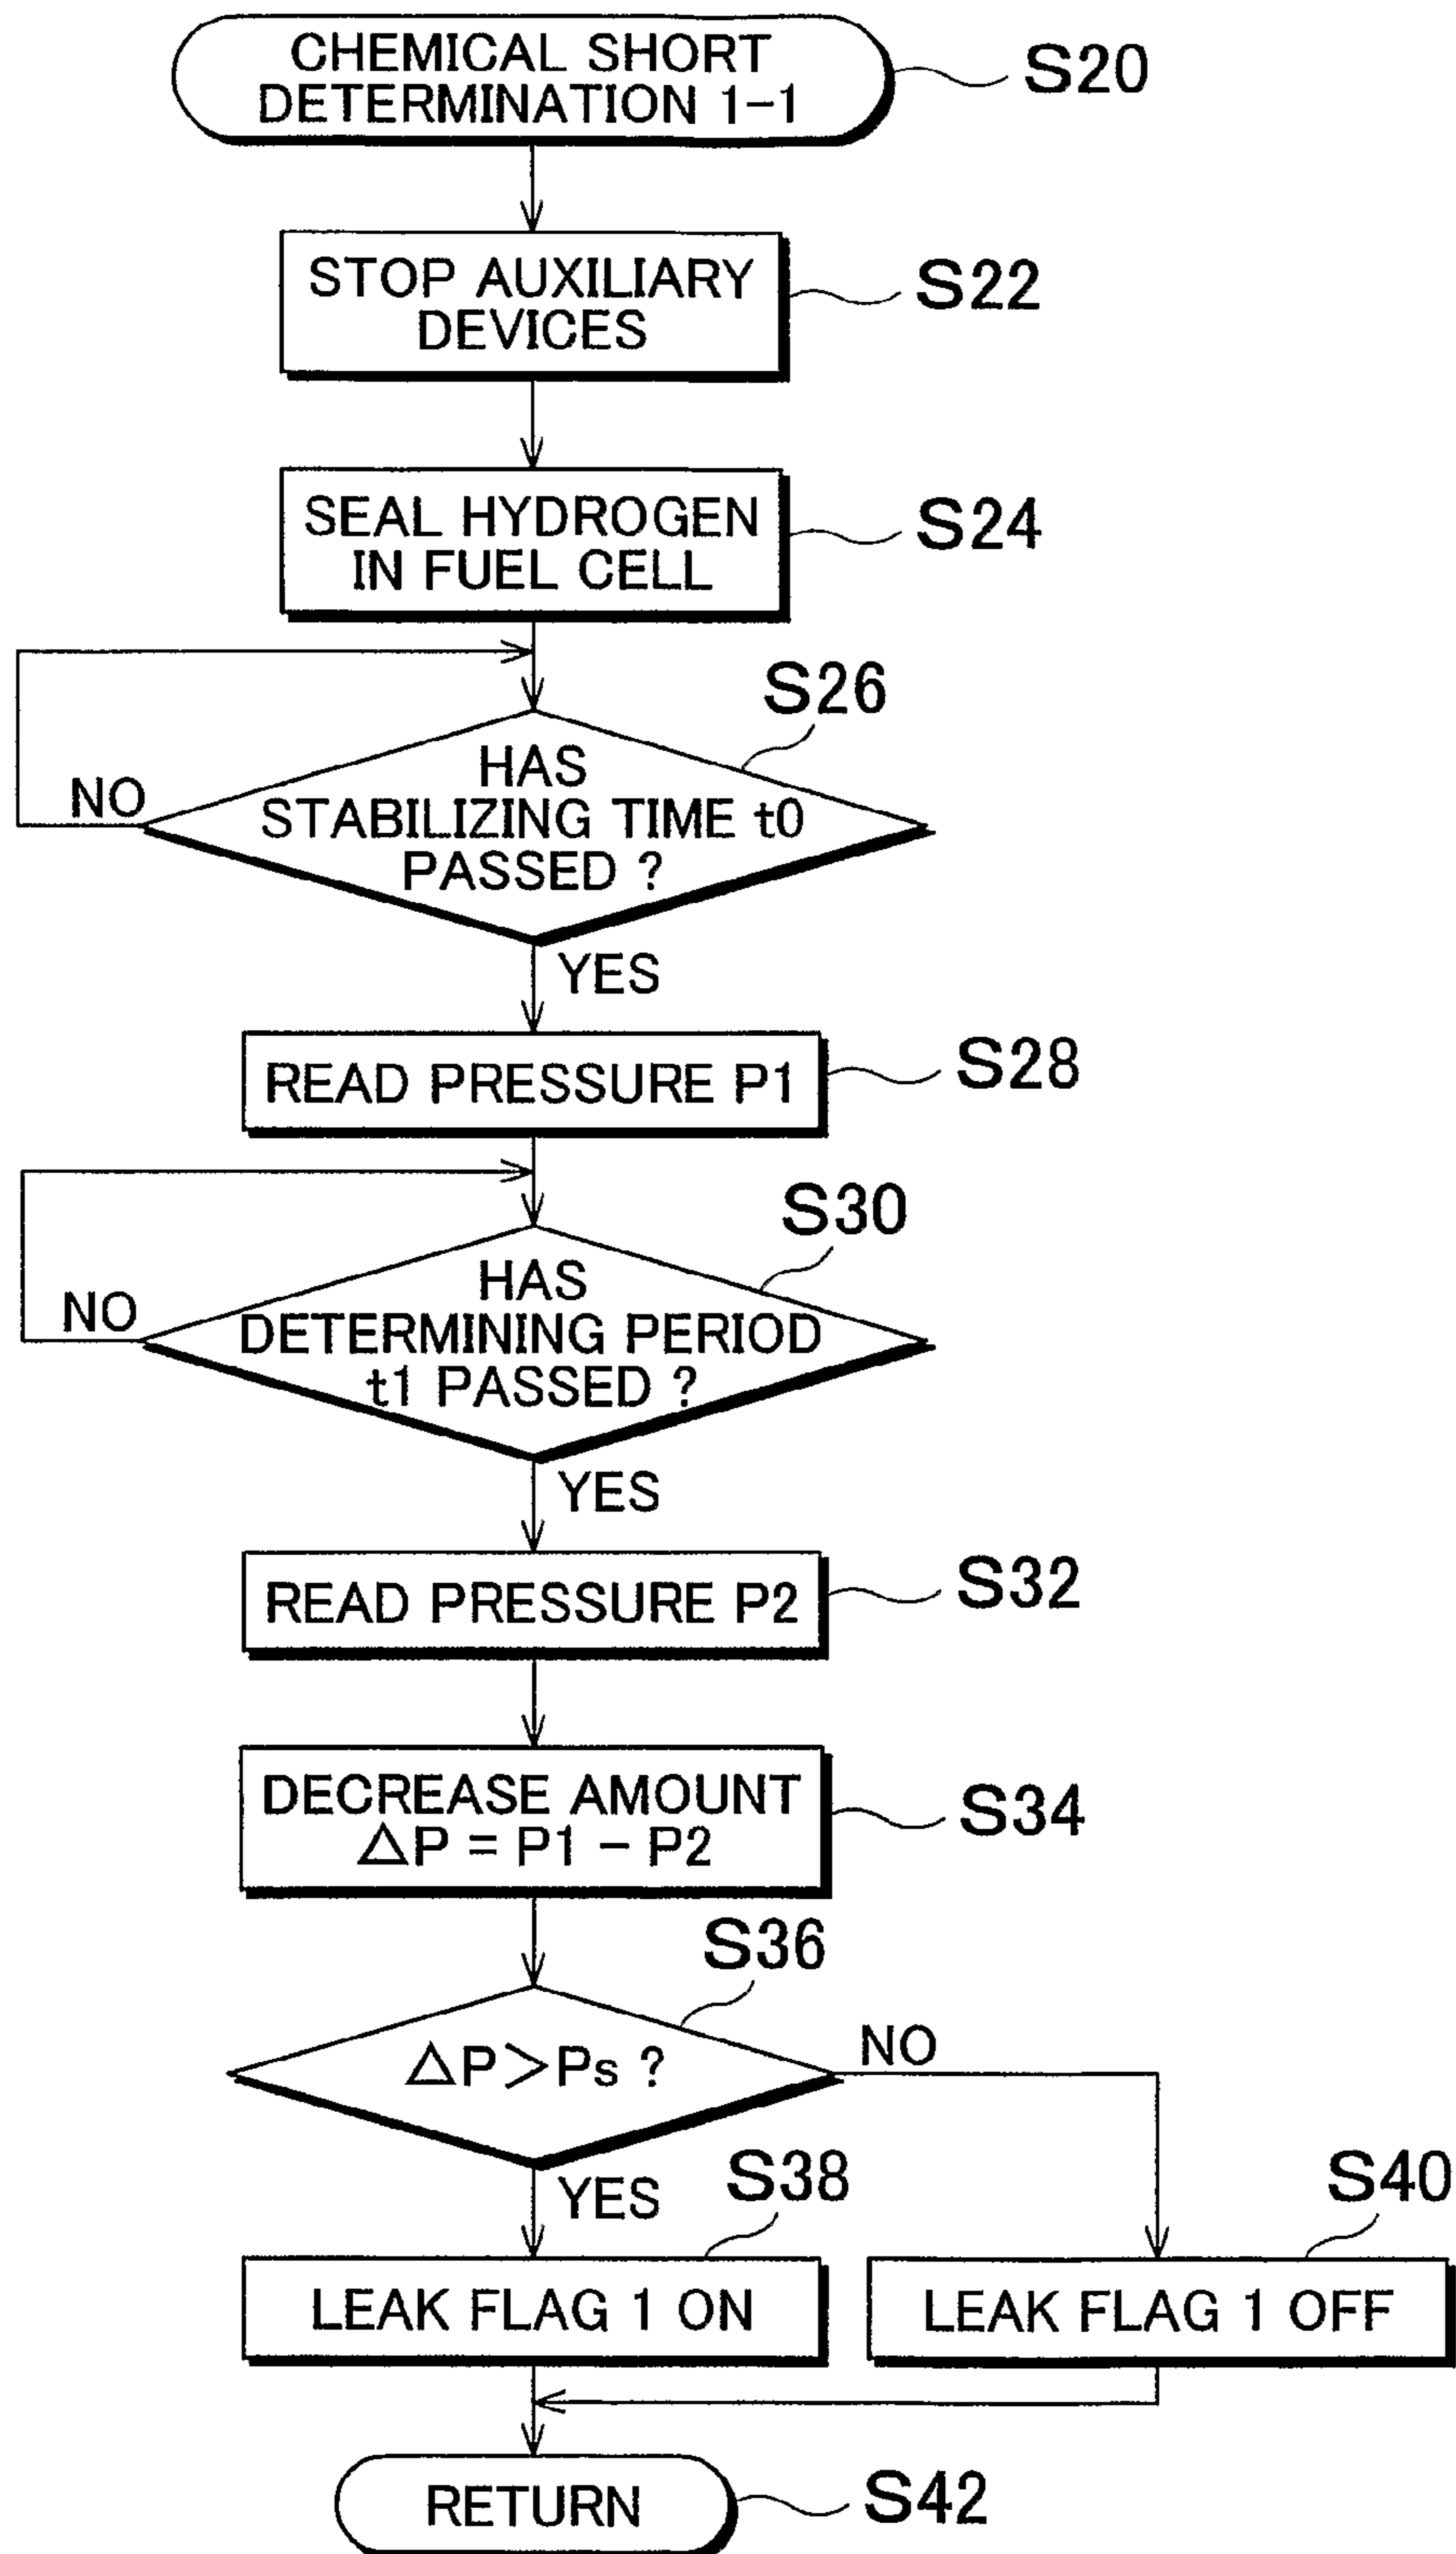 CHEMICAL SHORT
DETERMINATION 1-1
S20
STOP AUXILIARY
DEVICES
S22
SEAL HYDROGEN
IN FUEL CELL
S24
S26
HAS
STABILIZING TIME t0
PASSED ?
NO
YES
READ PRESSURE P1
S28
S30
HAS
DETERMINING PERIOD
t1 PASSED ?
NO
YES
READ PRESSURE P2
S32
DECREASE AMOUNT
△P = P1 - P2
S34
S36
△P>Ps ?
NO
YES
S38
S40
LEAK FLAG 1 ON
LEAK FLAG 1 OFF
RETURN
S42